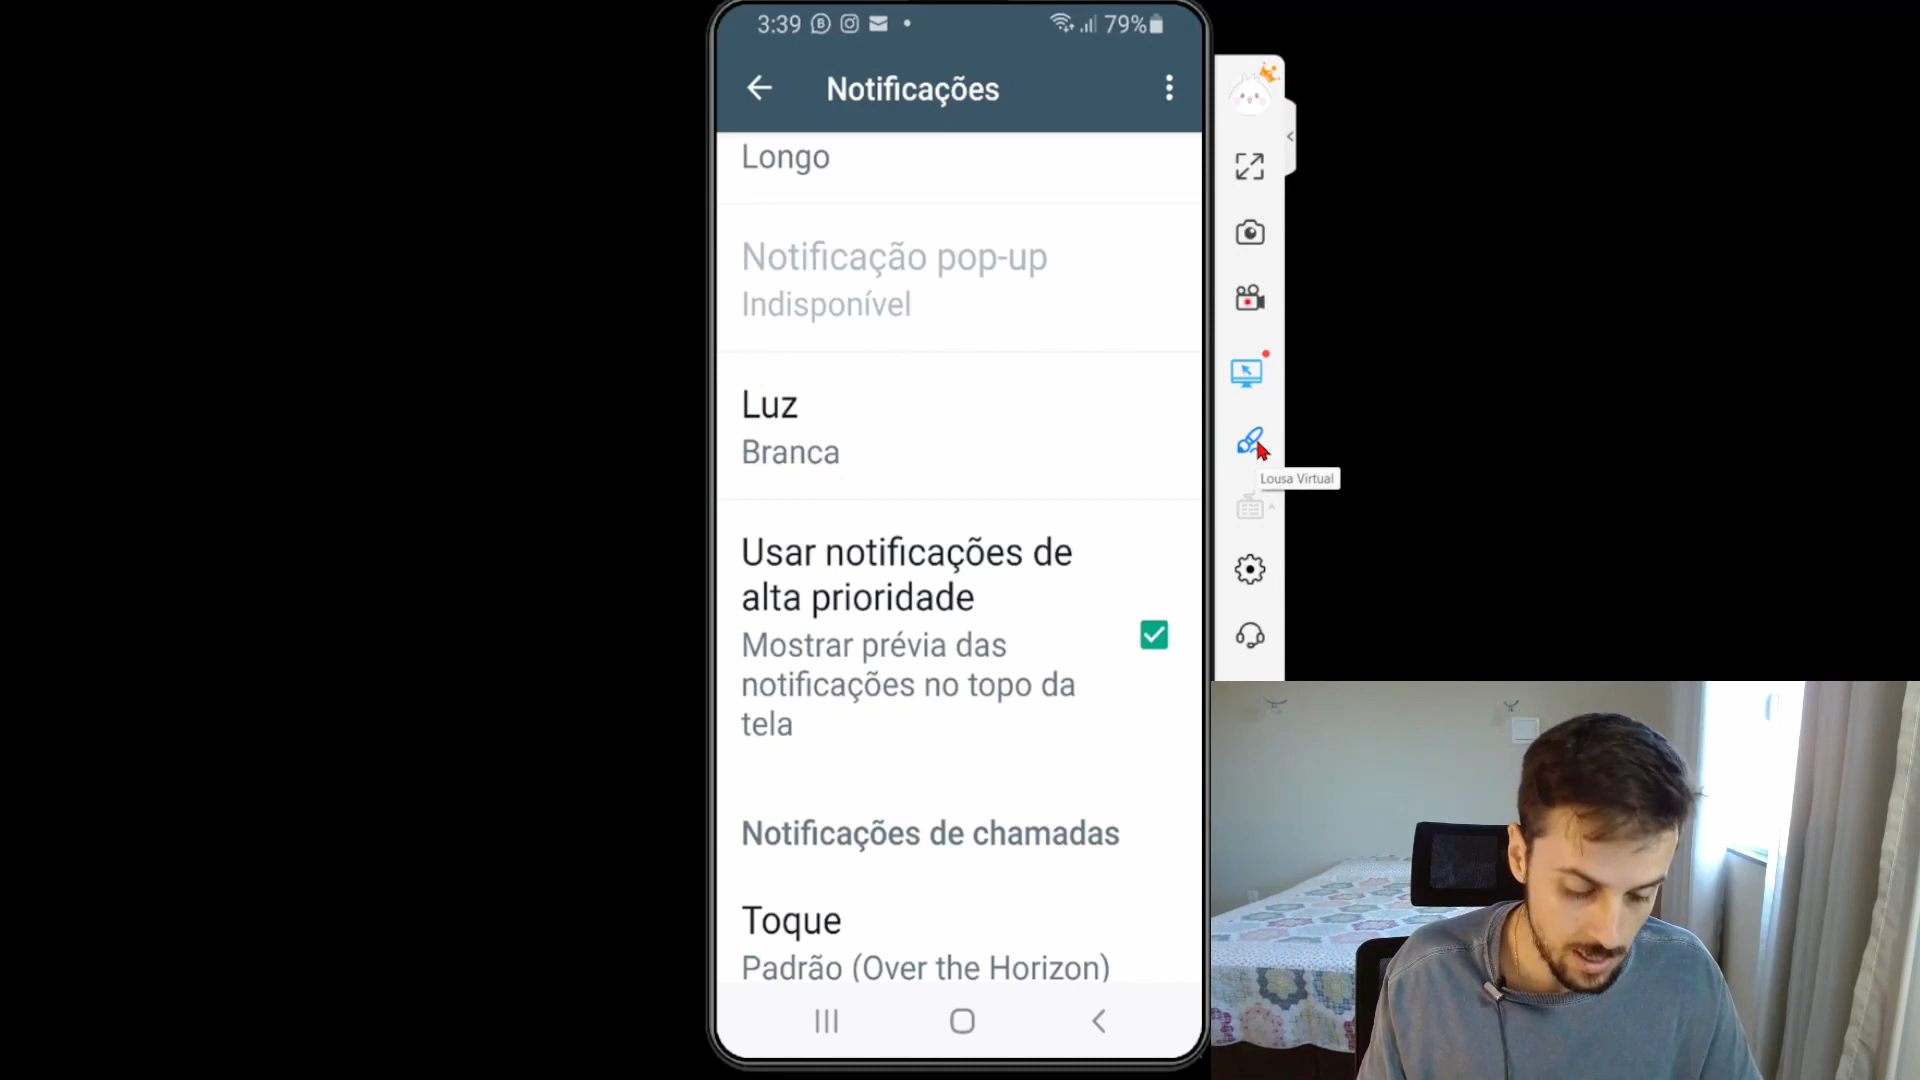 3:39
79%
Notificações
Longo
Notificação pop-up
Indisponível
Luz
Branca
Usar notificações de
alta prioridade
Mostrar prévia das
notificações no topo da
tela
Notificações de chamadas
Toque
Padrão (Over the Horizon)
Lousa Virtual